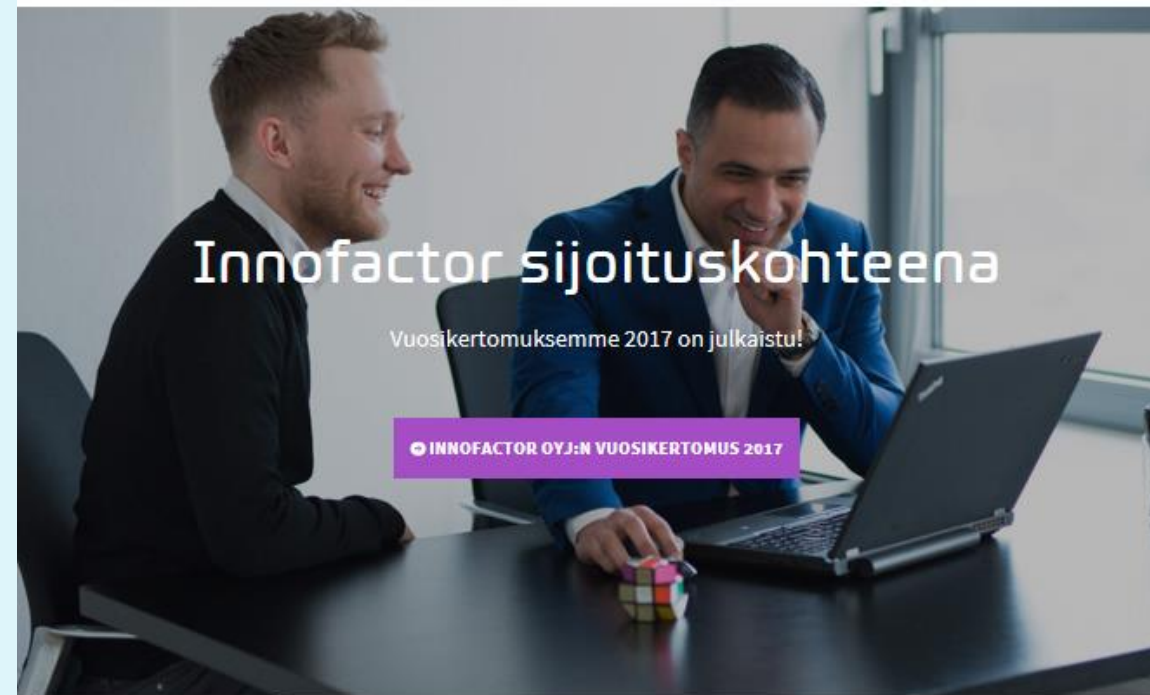 Innofactor sijoituskohteena
Vuosikertomuksemme 2017 on julkaistu!
INNOFACTOR OYJ:N VUOSIKERTOMUS 2017